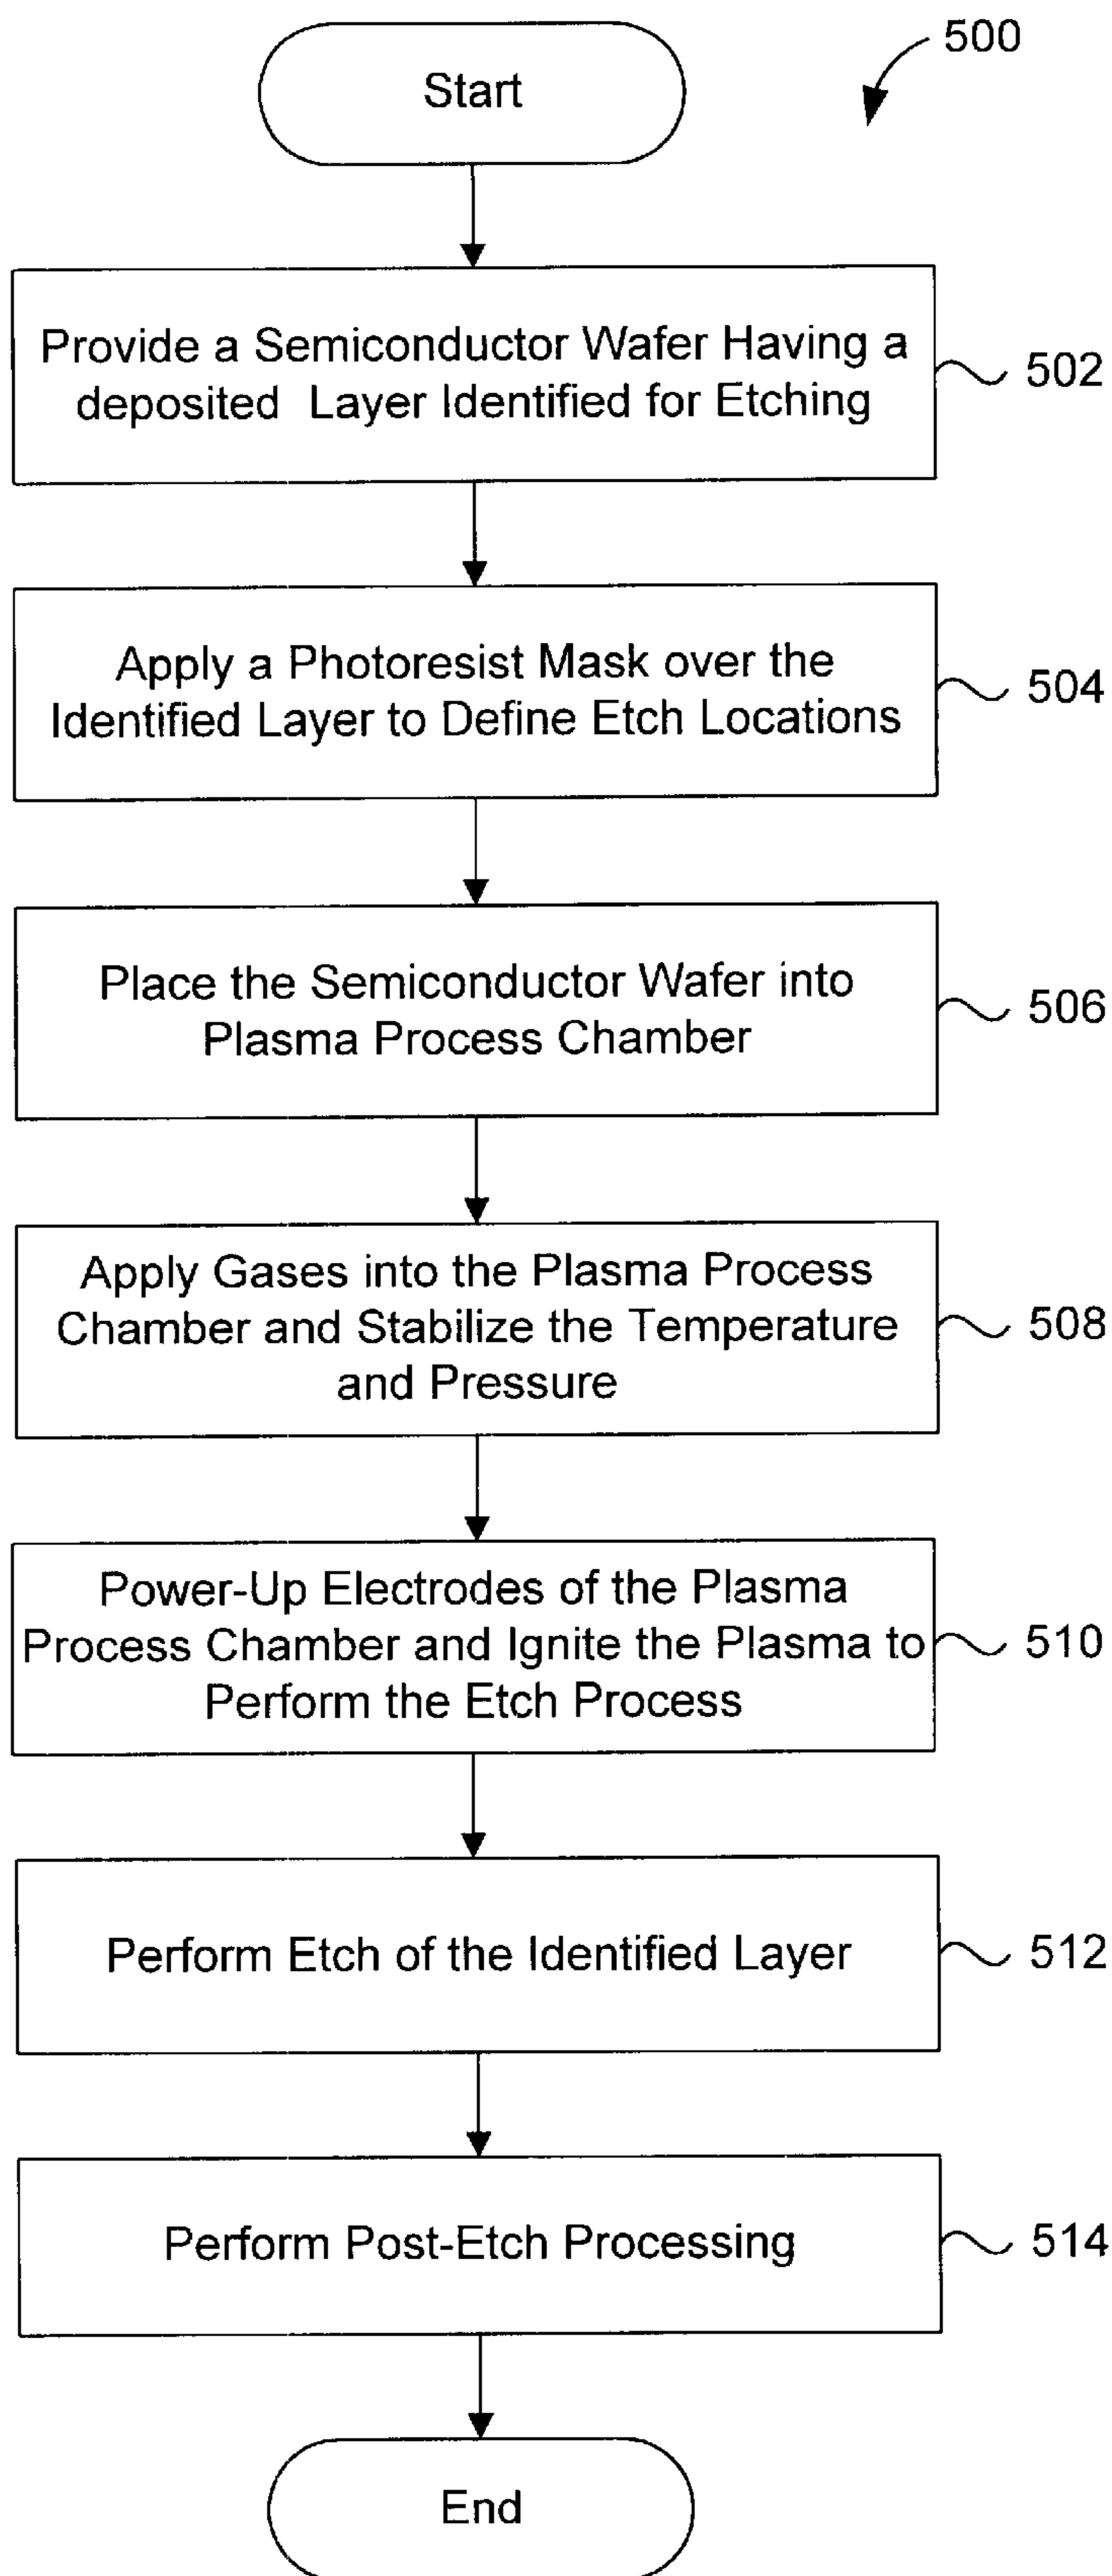 Start
500
Provide a Semiconductor Wafer Having a
deposited Layer Identified for Etching
502
Apply a Photoresist Mask over the
Identified Layer to Define Etch Locations
504
Place the Semiconductor Wafer into
Plasma Process Chamber
506
Apply Gases into the Plasma Process
Chamber and Stabilize the Temperature
and Pressure
508
Power-Up Electrodes of the Plasma
Process Chamber and Ignite the Plasma to
Perform the Etch Process
510
Perform Etch of the Identified Layer
512
Perform Post-Etch Processing
514
End